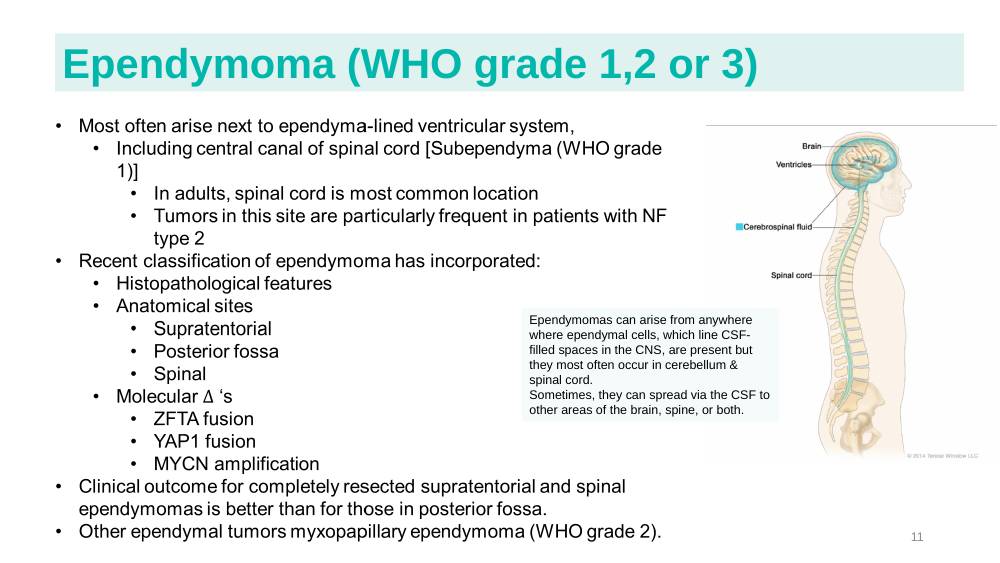 Ependymoma (WHO grade 1,2 or 3)
• Most often arise next to ependyma-lined ventricular system,
• Including central canal of spinal cord [Subependyma (WHO grade
1)]
• In adults, spinal cord is most common location
• Tumors in this site are particularly frequent in patients with NF
type 2
• Recent classification of ependymoma has incorporated:
• Histopathological features
• Anatomical sites
• Supratentorial
• Posterior fossa
• Spinal
• Molecular Δ ‘s
• ZFTA fusion
• YAP1 fusion
• MYCN amplification
• Clinical outcome for completely resected supratentorial and spinal
ependymomas is better than for those in posterior fossa.
• Other ependymal tumors myxopapillary ependymoma (WHO grade 2).
Ependymomas can arise from anywhere
where ependymal cells, which line CSF-
filled spaces in the CNS, are present but
they most often occur in cerebellum &
spinal cord.
Sometimes, they can spread via the CSF to
other areas of the brain, spine, or both.
Brain
Ventricles
Cerebrospinal fluid
Spinal cord
© 2014 Terese Winslow LLC
11